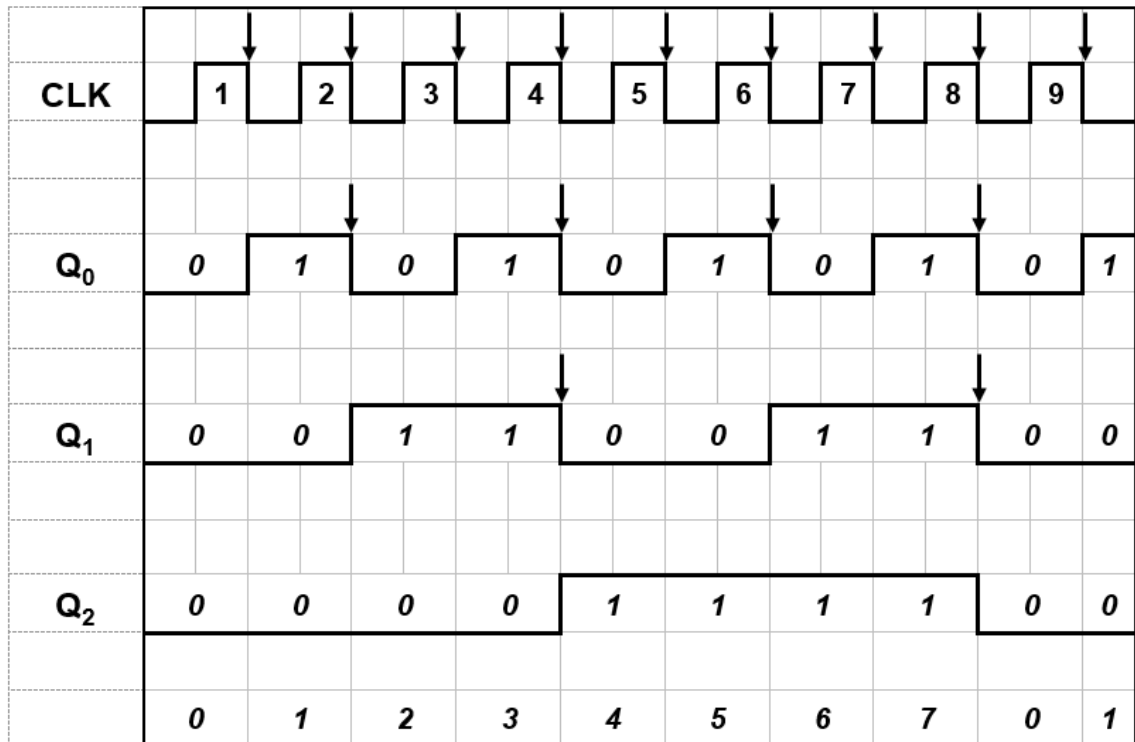 CLK 1 2 3 4 5 6 7 8 9
Q0 0 1 0 1 0 1 0 1 0 1
Q1 0 0 1 1 0 0 1 1 0 0
Q2 0 0 0 0 1 1 1 1 0 0
0 1 2 3 4 5 6 7 0 1